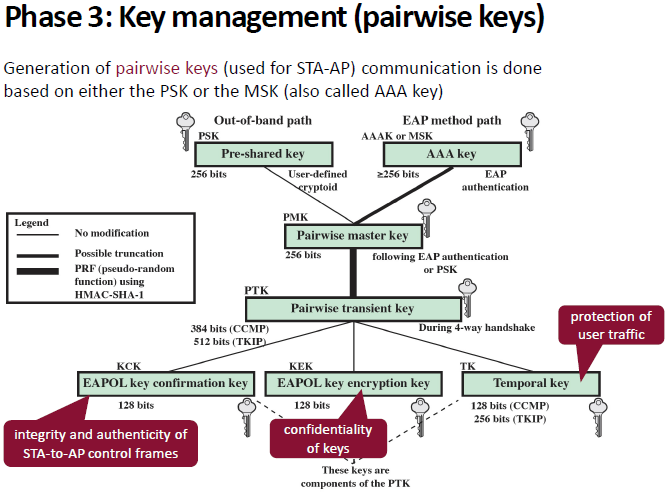 Phase 3: Key management (pairwise keys)
Generation of pairwise keys (used for STA-AP) communication is done
based on either the PSK or the MSK (also called AAA key)
Out-of-band path
EAP method path
PSK
AAAK or MSK
Pre-shared key
AAA key
256 bits
User-defined
cryptoid
≥256 bits
EAP
authentication
Legend
No modification
Possible truncation
PRF (pseudo-random
function) using
HMAC-SHA-1
PMK
Pairwise master key
256 bits
following EAP authentication
or PSK
PTK
Pairwise transient key
384 bits (CCMP)
512 bits (TKIP)
During 4-way handshake
protection of
user traffic
KCK
KEK
TK
EAPOL key confirmation key
EAPOL key encryption key
Temporal key
128 bits
128 bits
128 bits (CCMP)
256 bits (TKIP)
integrity and authenticity of
STA-to-AP control frames
confidentiality
of keys
These keys are
components of the PTK